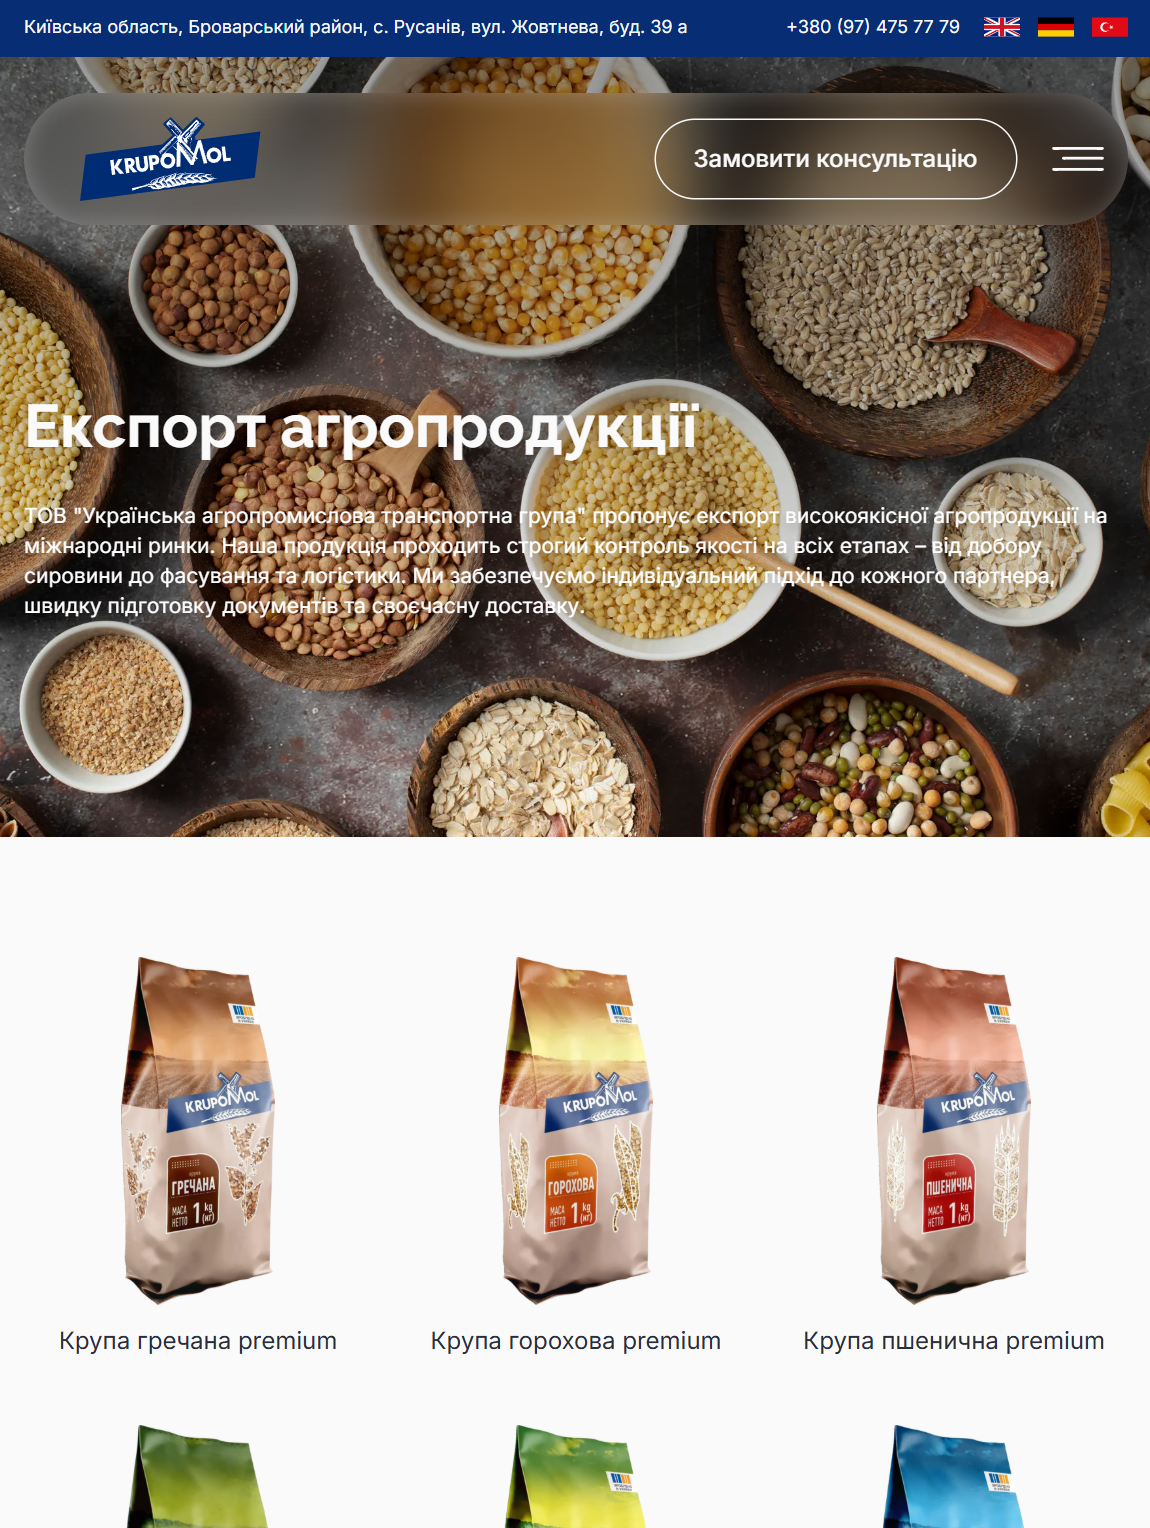 Київська область, Броварський район, с. Русанів, вул. Жовтнева, буд. 39 а
+380 (97) 475 77 79
KRUPOMOL
Замовити консультацію
Експорт агропродукції
ТОВ "Українська агропромислова транспортна група" пропонує експорт високоякісної агропродукції на
міжнародні ринки. Наша продукція проходить строгий контроль якості на всіх етапах – від добору
сировини до фасування та логістики. Ми забезпечуємо індивідуальний підхід до кожного партнера,
швидку підготовку документів та своєчасну доставку.
KRUPOMOL
ГРЕЧАНА
МАСА
НЕТТО
1 kg
(кг)
KRUPOMOL
ГОРОХОВА
МАСА
НЕТТО
1 kg
(кг)
KRUPOMOL
ПШЕНИЧНА
МАСА
НЕТТО
1 kg
(кг)
Крупа гречана premium
Крупа горохова premium
Крупа пшенична premium